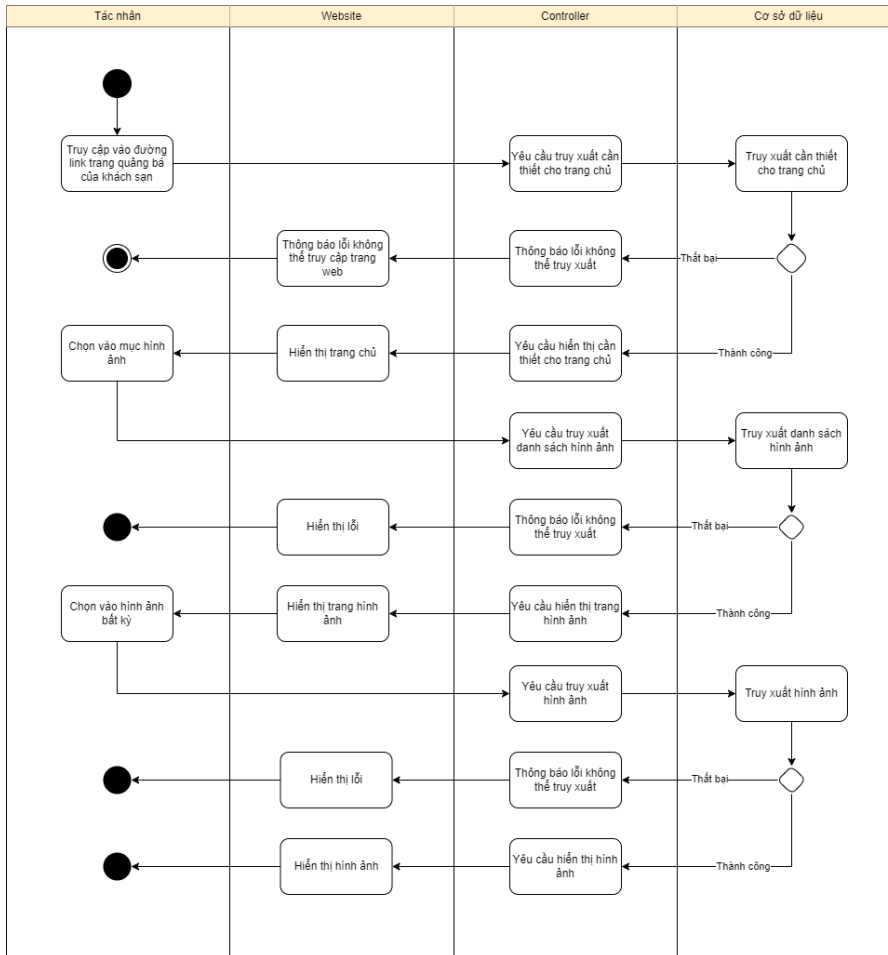 Tác nhân
Website
Controller
Cơ sở dữ liệu
Truy cập vào đường
link trang quảng bá
của khách sạn
Yêu cầu truy xuất cần
thiết cho trang chủ
Truy xuất cần thiết
cho trang chủ
Thông báo lỗi không
thể truy cập trang
web
Thông báo lỗi không
thể truy xuất
Thất bại
Chọn vào mục hình
ảnh
Hiển thị trang chủ
Yêu cầu hiển thị cần
thiết cho trang chủ
Thành công
Yêu cầu truy xuất
danh sách hình ảnh
Truy xuất danh sách
hình ảnh
Hiển thị lỗi
Thông báo lỗi không
thể truy xuất
Thất bại
Chọn vào hình ảnh
bất kỳ
Hiển thị trang hình
ảnh
Yêu cầu hiển thị trang
hình ảnh
Thành công
Yêu cầu truy xuất
hình ảnh
Truy xuất hình ảnh
Hiển thị lỗi
Thông báo lỗi không
thể truy xuất
Thất bại
Hiển thị hình ảnh
Yêu cầu hiển thị hình
ảnh
Thành công